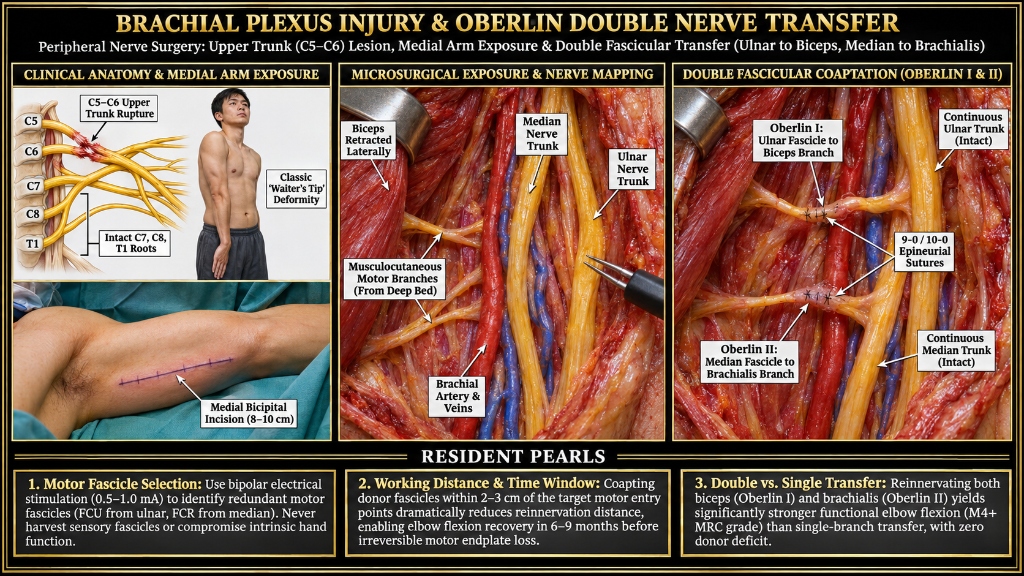 BRACHIAL PLEXUS INJURY & OBERLIN DOUBLE NERVE TRANSFER
Peripheral Nerve Surgery: Upper Trunk (C5–C6) Lesion, Medial Arm Exposure & Double Fascicular Transfer (Ulnar to Biceps, Median to Brachialis)
CLINICAL ANATOMY & MEDIAL ARM EXPOSURE
C5–C6 Upper
Trunk Rupture
C5
C6
C7
C8
T1
Intact C7, C8,
T1 Roots
Classic
'Waiter's Tip'
Deformity
Medial Bicipital
Incision (8–10 cm)
MICROSURGICAL EXPOSURE & NERVE MAPPING
Biceps
Retracted
Laterally
Median
Nerve
Trunk
Ulnar
Nerve
Trunk
Musculocutaneous
Motor Branches
(From Deep Bed)
Brachial
Artery &
Veins
DOUBLE FASCICULAR COAPTATION (OBERLIN I & II)
Oberlin I:
Ulnar Fascicle to
Biceps Branch
Continuous
Ulnar Trunk
(Intact)
9-0 / 10-0
Epineurial
Sutures
Oberlin II:
Median Fascicle to
Brachialis Branch
Continuous
Median Trunk
(Intact)
RESIDENT PEARLS
1. Motor Fascicle Selection: Use bipolar electrical
stimulation (0.5–1.0 mA) to identify redundant motor
fascicles (FCU from ulnar, FCR from median). Never
harvest sensory fascicles or compromise intrinsic hand
function.
2. Working Distance & Time Window: Coapting
donor fascicles within 2–3 cm of the target motor entry
points dramatically reduces reinnervation distance,
enabling elbow flexion recovery in 6–9 months before
irreversible motor endplate loss.
3. Double vs. Single Transfer: Reinnervating both
biceps (Oberlin I) and brachialis (Oberlin II) yields
significantly stronger functional elbow flexion (M4+
MRC grade) than single-branch transfer, with zero
donor deficit.